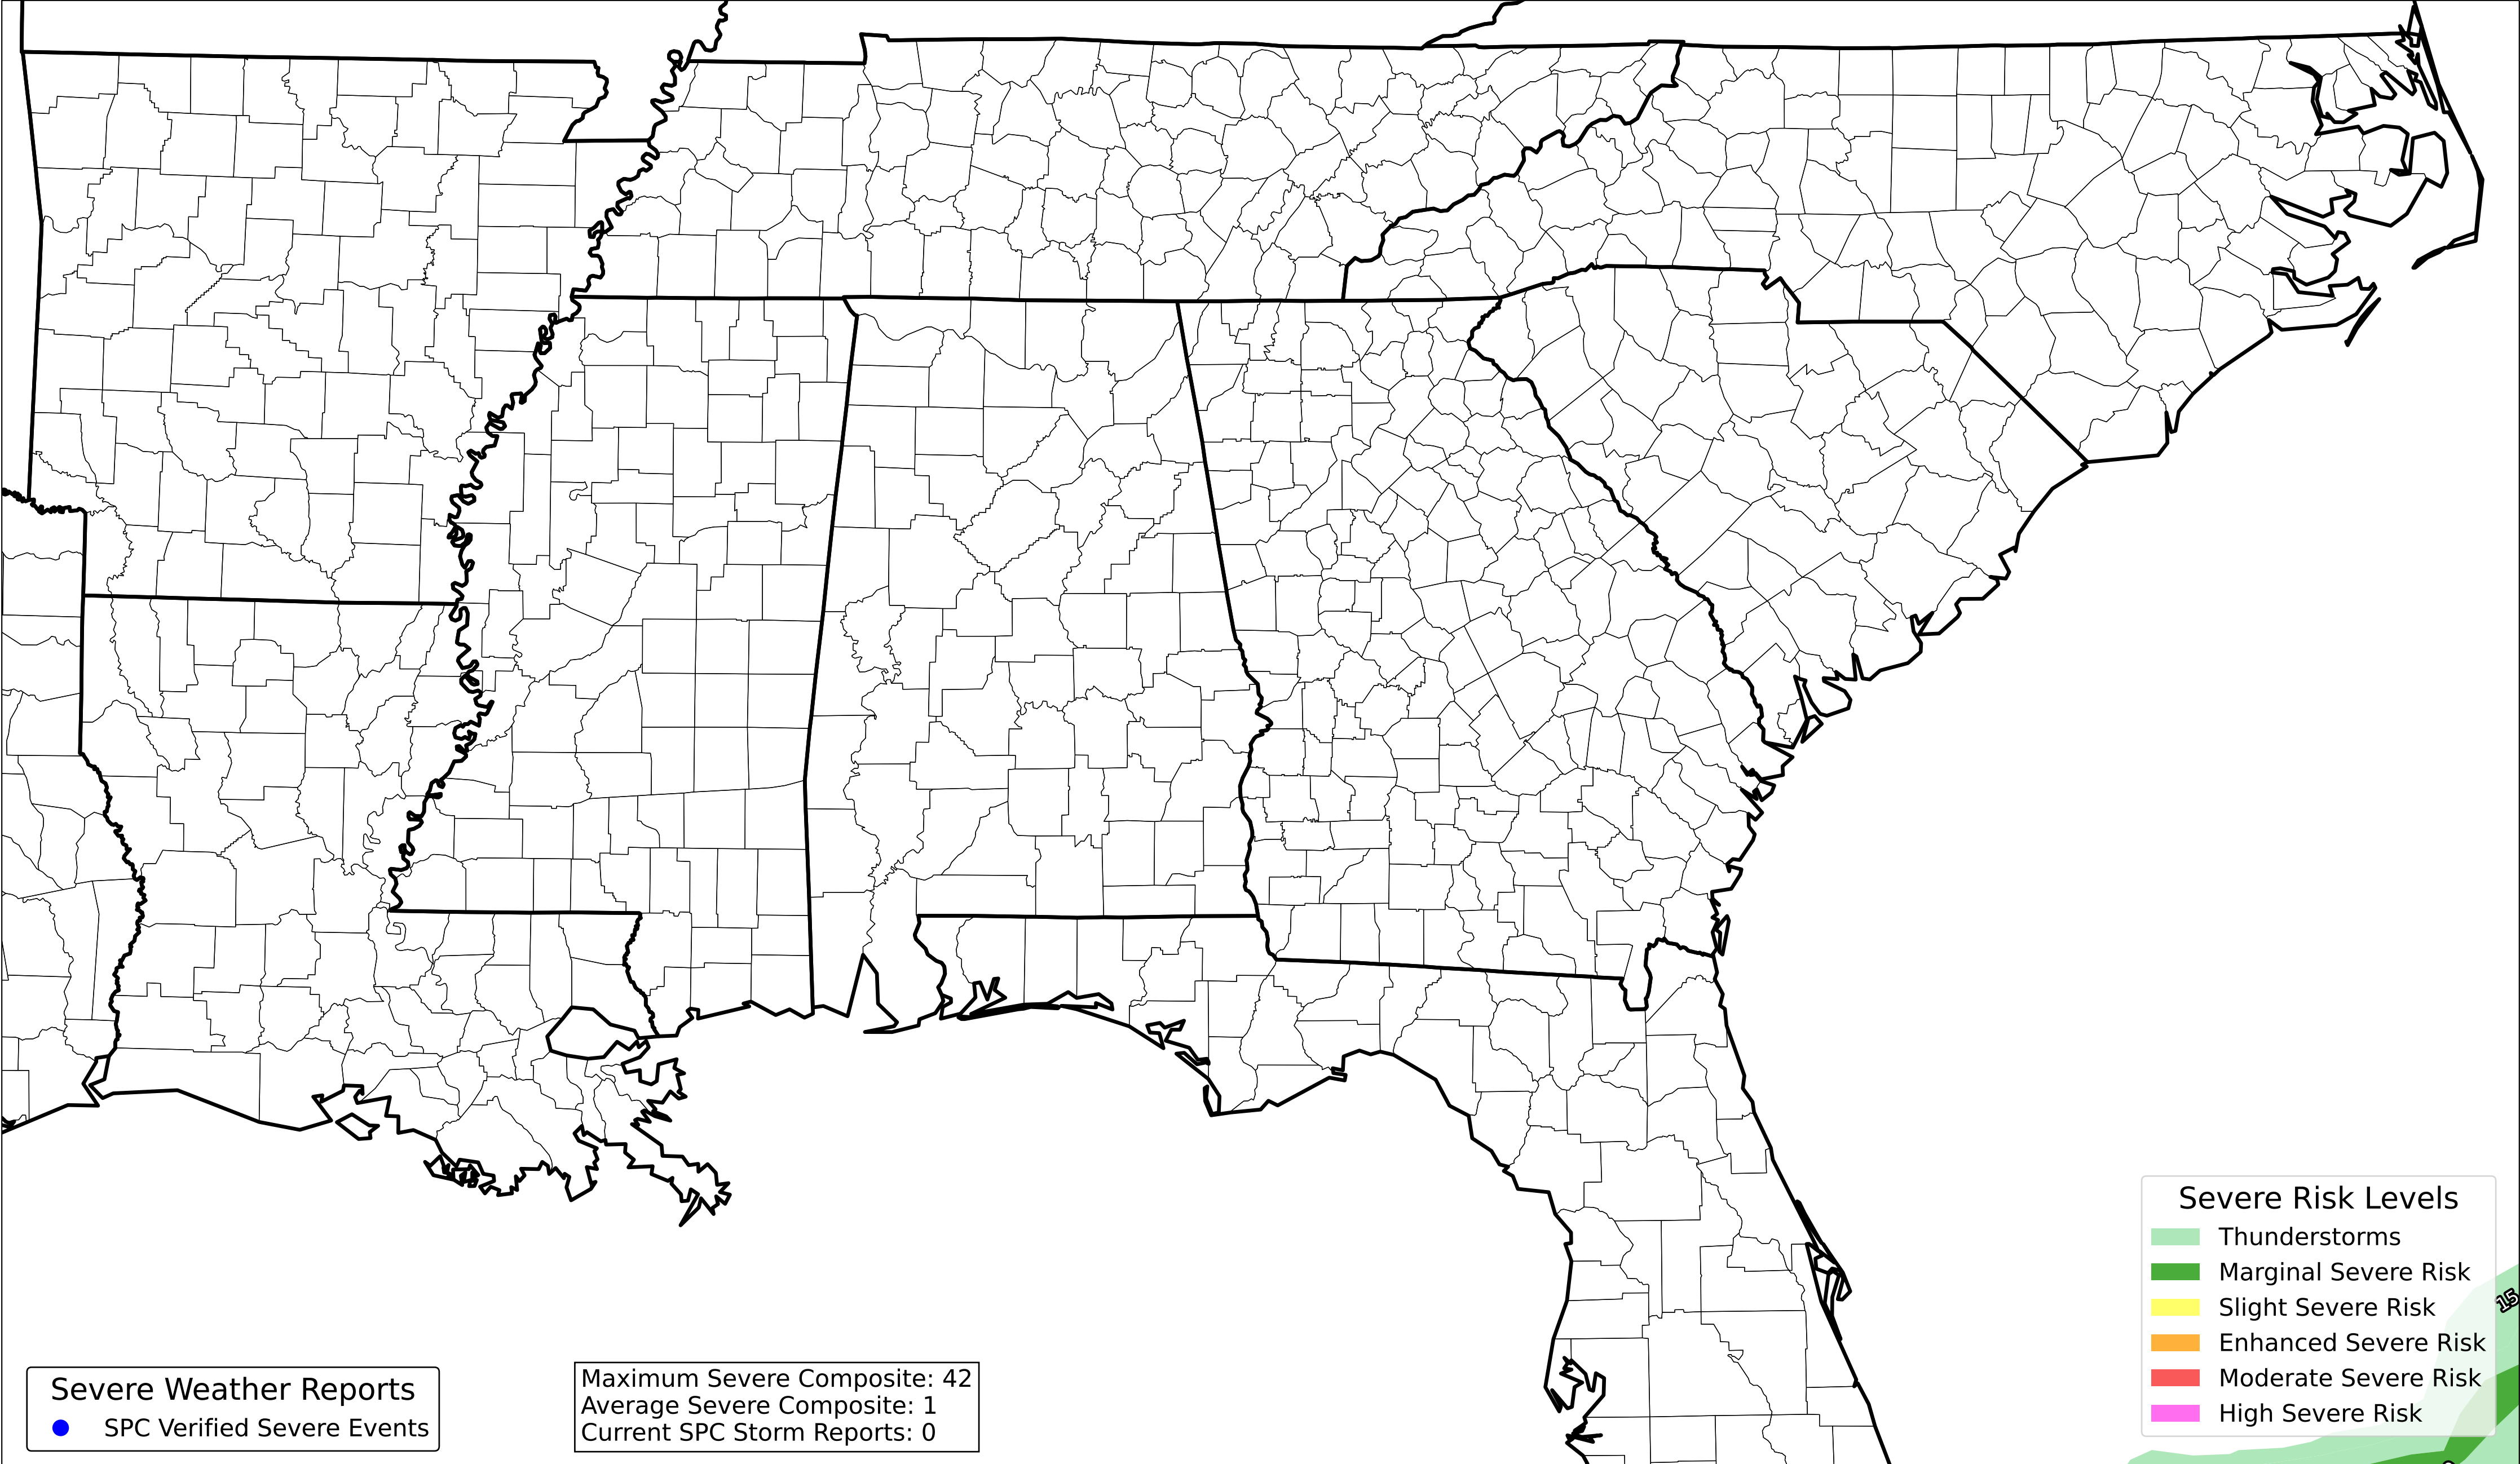 Severe Risk Levels
Thunderstorms
Marginal Severe Risk
Slight Severe Risk
Enhanced Severe Risk
Moderate Severe Risk
High Severe Risk
15
Severe Weather Reports
SPC Verified Severe Events
Maximum Severe Composite: 42
Average Severe Composite: 1
Current SPC Storm Reports: 0